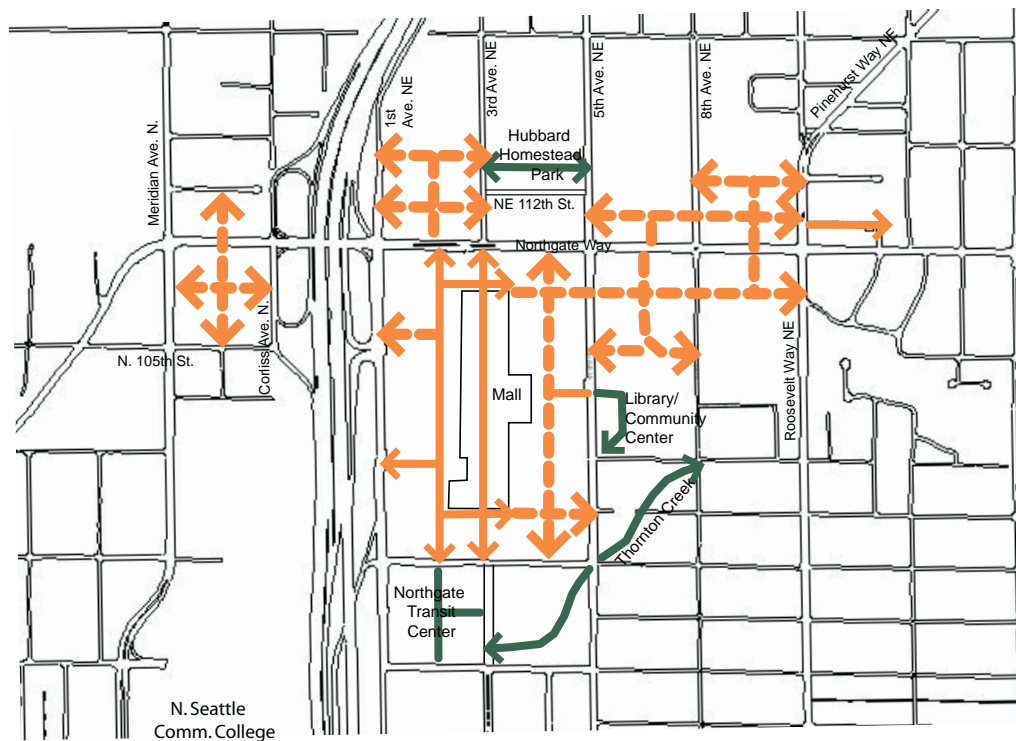 Meridian Ave. N.
1st
Ave. NE
3rd Ave. NE
5th Ave. NE
8th Ave. NE
Pinehurst Way NE
Hubbard
Homestead
Park
NE 112th St.
Northgate Way
Corliss Ave. N.
N. 105th St.
Mall
Library/
Community
Center
Roosevelt Way NE
Thornton Creek
Northgate
Transit
Center
N. Seattle
Comm. College